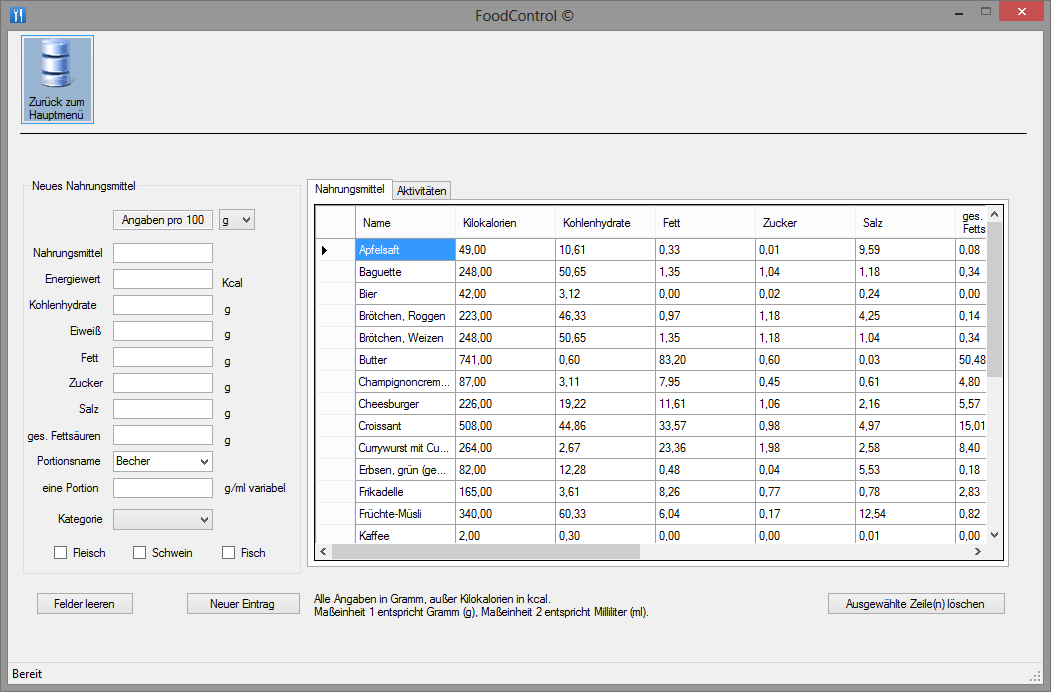 FoodControl ©
Zurück zum
Hauptmenü
Neues Nahrungsmittel
Angaben pro 100 g
Nahrungsmittel
Energiewert Kcal
Kohlenhydrate g
Eiweiß g
Fett g
Zucker g
Salz g
ges. Fettsäuren g
Portionsname Becher
eine Portion g/ml variabel
Kategorie
Fleisch Schwein Fisch
Felder leeren Neuer Eintrag
Nahrungsmittel Aktivitäten
Name Kilokalorien Kohlenhydrate Fett Zucker Salz ges. Fetts
Apfelsaft 49,00 10,61 0,33 0,01 9,59 0,08
Baguette 248,00 50,65 1,35 1,04 1,18 0,34
Bier 42,00 3,12 0,00 0,02 0,24 0,00
Brötchen, Roggen 223,00 46,33 0,97 1,18 4,25 0,14
Brötchen, Weizen 248,00 50,65 1,35 1,18 1,04 0,34
Butter 741,00 0,60 83,20 0,60 0,03 50,48
Champignoncrem... 87,00 3,11 7,95 0,45 0,61 4,80
Cheesburger 226,00 19,22 11,61 1,06 2,16 5,57
Croissant 508,00 44,86 33,57 0,98 4,97 15,01
Currywurst mit Cu... 264,00 2,67 23,36 1,98 2,58 8,40
Erbsen, grün (ge... 82,00 12,28 0,48 0,04 5,53 0,18
Frikadelle 165,00 3,61 8,26 0,77 0,78 2,83
Früchte-Müsli 340,00 60,33 6,04 0,17 12,54 0,82
Kaffee 2,00 0,30 0,00 0,00 0,01 0,00
Alle Angaben in Gramm, außer Kilokalorien in kcal.
Maßeinheit 1 entspricht Gramm (g), Maßeinheit 2 entspricht Milliliter (ml).
Ausgewählte Zeile(n) löschen
Bereit